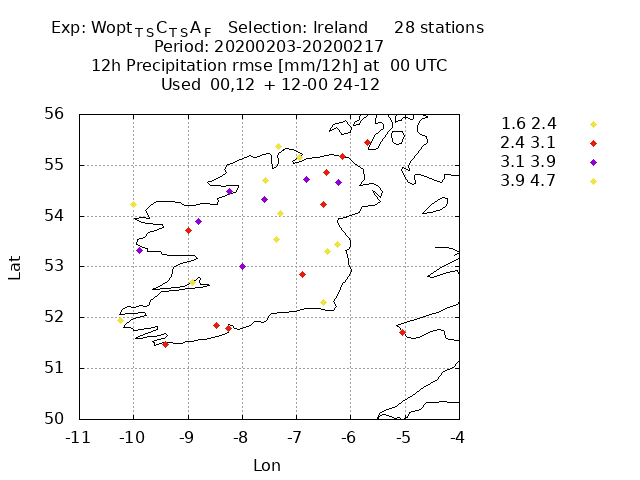 Exp: Wopt T S C T S A F Selection: Ireland 28 stations
Period: 20200203-20200217
12h Precipitation rmse [mm/12h] at 00 UTC
Used 00,12 + 12-00 24-12
1.6 2.4
2.4 3.1
3.1 3.9
3.9 4.7
56
55
54
53
52
51
50
Lat
-11 -10 -9 -8 -7 -6 -5 -4
Lon